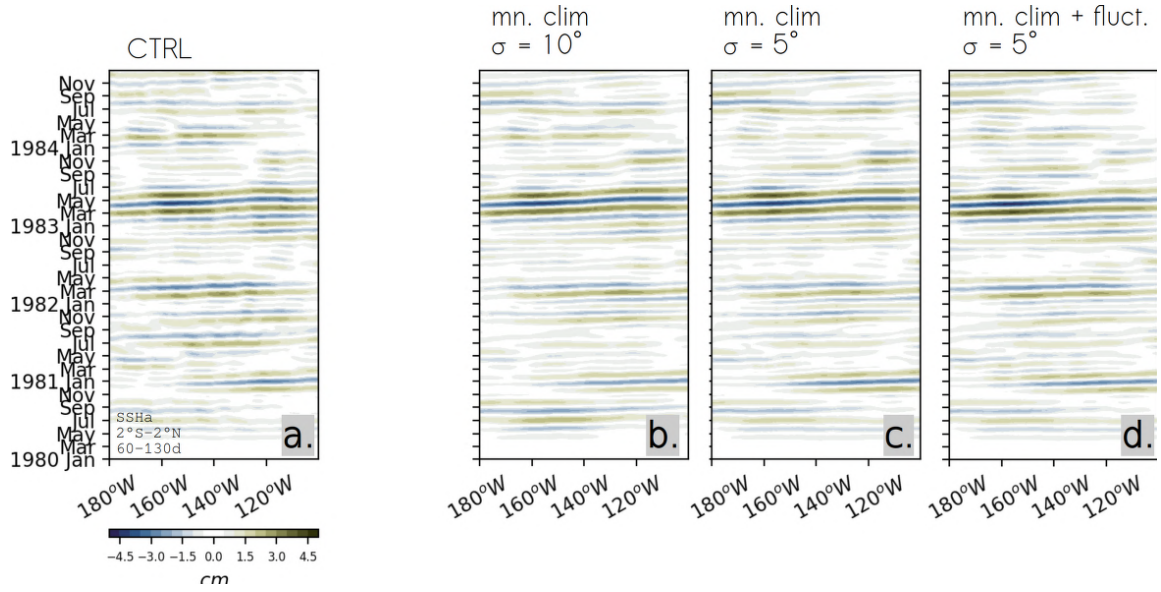 CTRL
mn. clim
σ = 10°
mn. clim
σ = 5°
mn. clim + fluct.
σ = 5°
Nov
Sep
Jul
May
Mar
1984 Jan
Nov
Sep
Jul
May
Mar
1983 Jan
Nov
Sep
Jul
May
Mar
1982 Jan
Nov
Sep
Jul
May
Mar
1981 Jan
Nov
Sep
Jul
May
Mar
1980 Jan
SSHa
2°S-2°N
60-130d
a.
b.
c.
d.
180°W 160°W 140°W 120°W
180°W 160°W 140°W 120°W
180°W 160°W 140°W 120°W
180°W 160°W 140°W 120°W
−4.5 −3.0 −1.5 0.0 1.5 3.0 4.5
cm